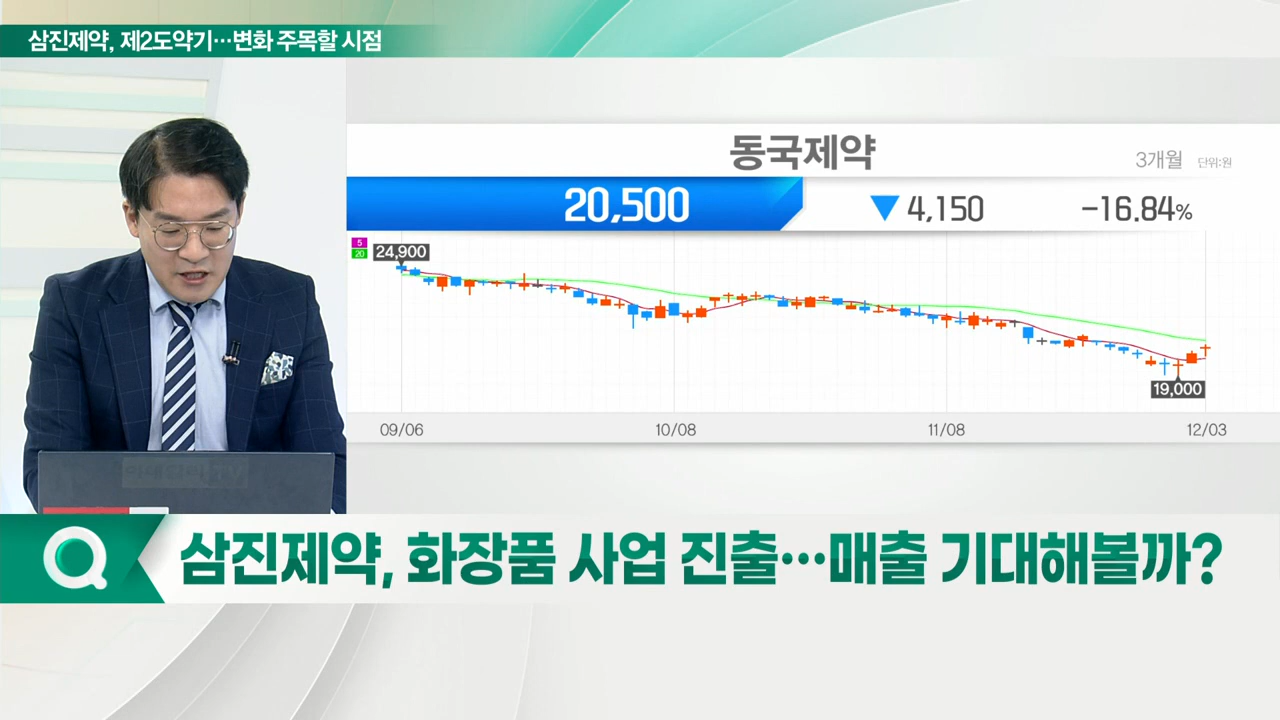 삼진제약, 제2도약기…변화 주목할 시점
동국제약
3개월 단위:원
20,500 ▼ 4,150 -16.84%
5
20
24,900
19,000
09/06 10/08 11/08 12/03
Q 삼진제약, 화장품 사업 진출…매출 기대해볼까?